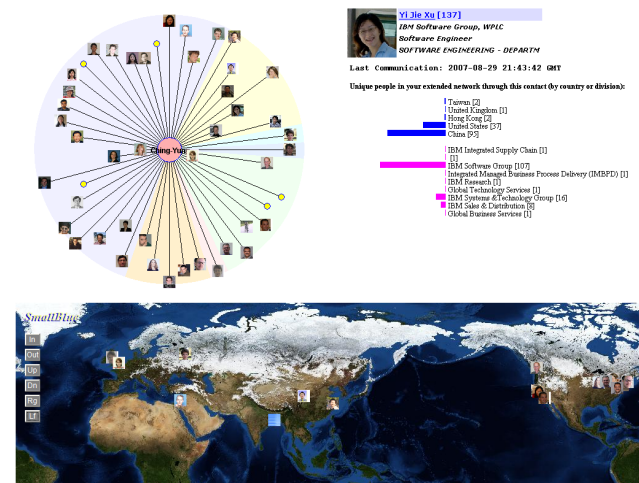 Ching-Yun
Yi Jie Xu [137]
IBM Software Group, WPLC
Software Engineer
SOFTWARE ENGINEERING - DEPARTM
Last Communication: 2007-08-29 21:43:42 GMT
Unique people in your extended network through this contact (by country or division):
Taiwan [2]
United Kingdom [1]
Hong Kong [2]
United States [37]
China [95]
IBM Integrated Supply Chain [1]
[1]
IBM Software Group [107]
Integrated Managed Business Process Delivery (IMBPD) [1]
IBM Research [1]
Global Technology Services [1]
IBM Systems &Technology Group [16]
IBM Sales & Distribution [8]
Global Business Services [1]
SmallBlue
In
Out
Up
Dn
Rg
Lf